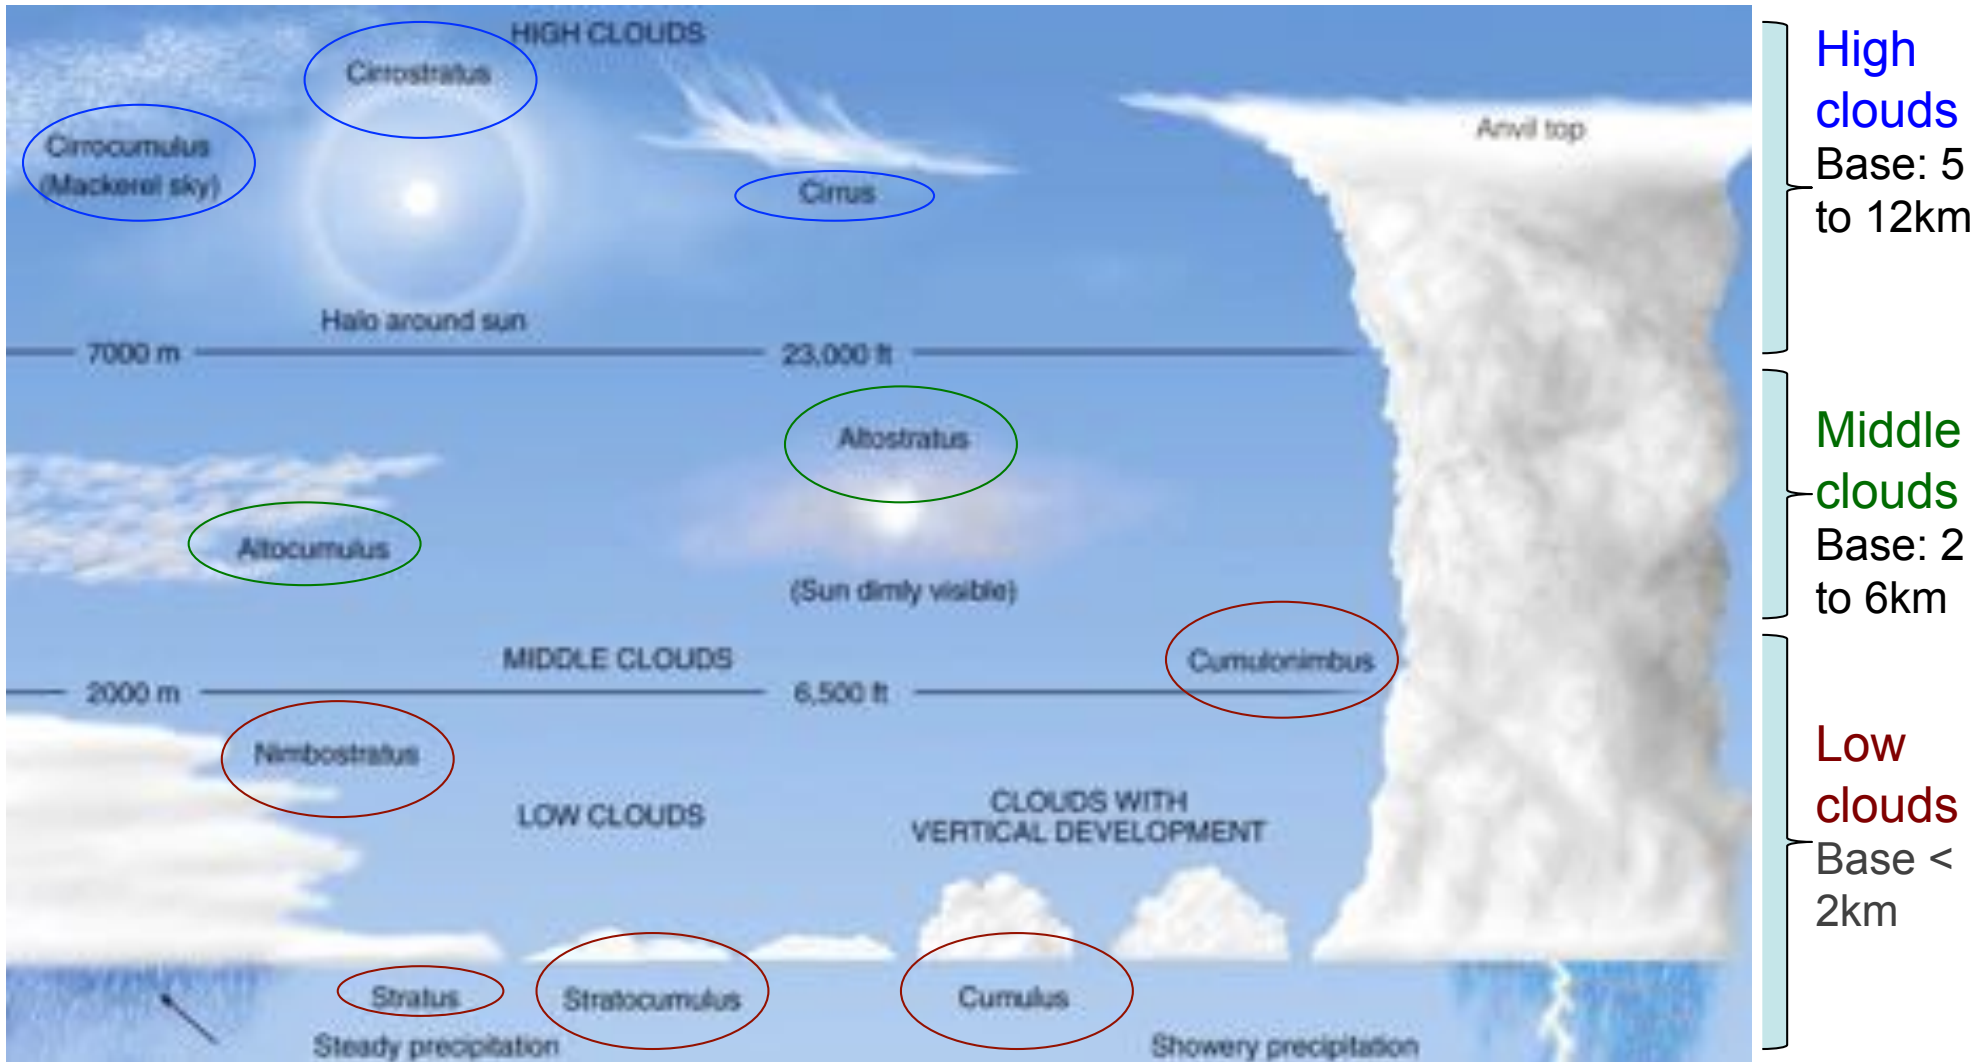 HIGH CLOUDS
Cirrostratus
Cirrocumulus
(Mackerel sky)
Cirrus
Anvil top
Halo around sun
7000 m
23,000 ft
Altostratus
Altocumulus
(Sun dimly visible)
MIDDLE CLOUDS
Cumulonimbus
2000 m
6,500 ft
Nimbostratus
LOW CLOUDS
CLOUDS WITH
VERTICAL DEVELOPMENT
Stratus
Stratocumulus
Cumulus
Steady precipitation
Showery precipitation
High
clouds
Base: 5
to 12km
Middle
clouds
Base: 2
to 6km
Low
clouds
Base <
2km